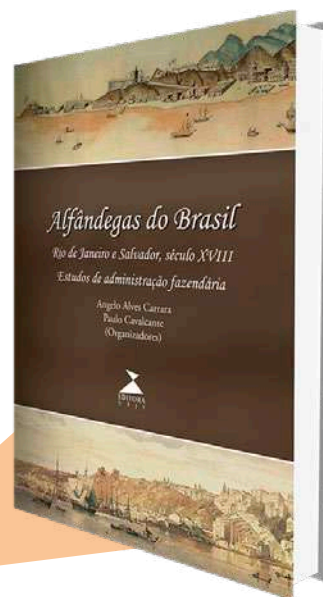 Alfândegas do Brasil
Rio de Janeiro e Salvador, século XVIII
Estudos de administração fazendária
Angelo Alves Carrara
Paulo Cavalcante
(Organizadores)
EDITORA
UFJF